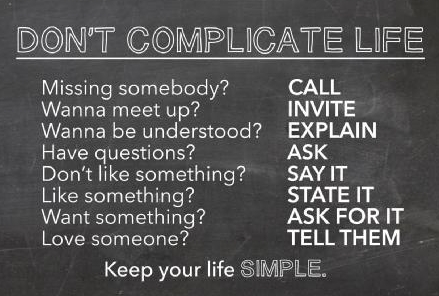 DON'T COMPLICATE LIFE
Missing somebody? CALL
Wanna meet up? INVITE
Wanna be understood? EXPLAIN
Have questions? ASK
Don't like something? SAY IT
Like something? STATE IT
Want something? ASK FOR IT
Love someone? TELL THEM
Keep your life SIMPLE.